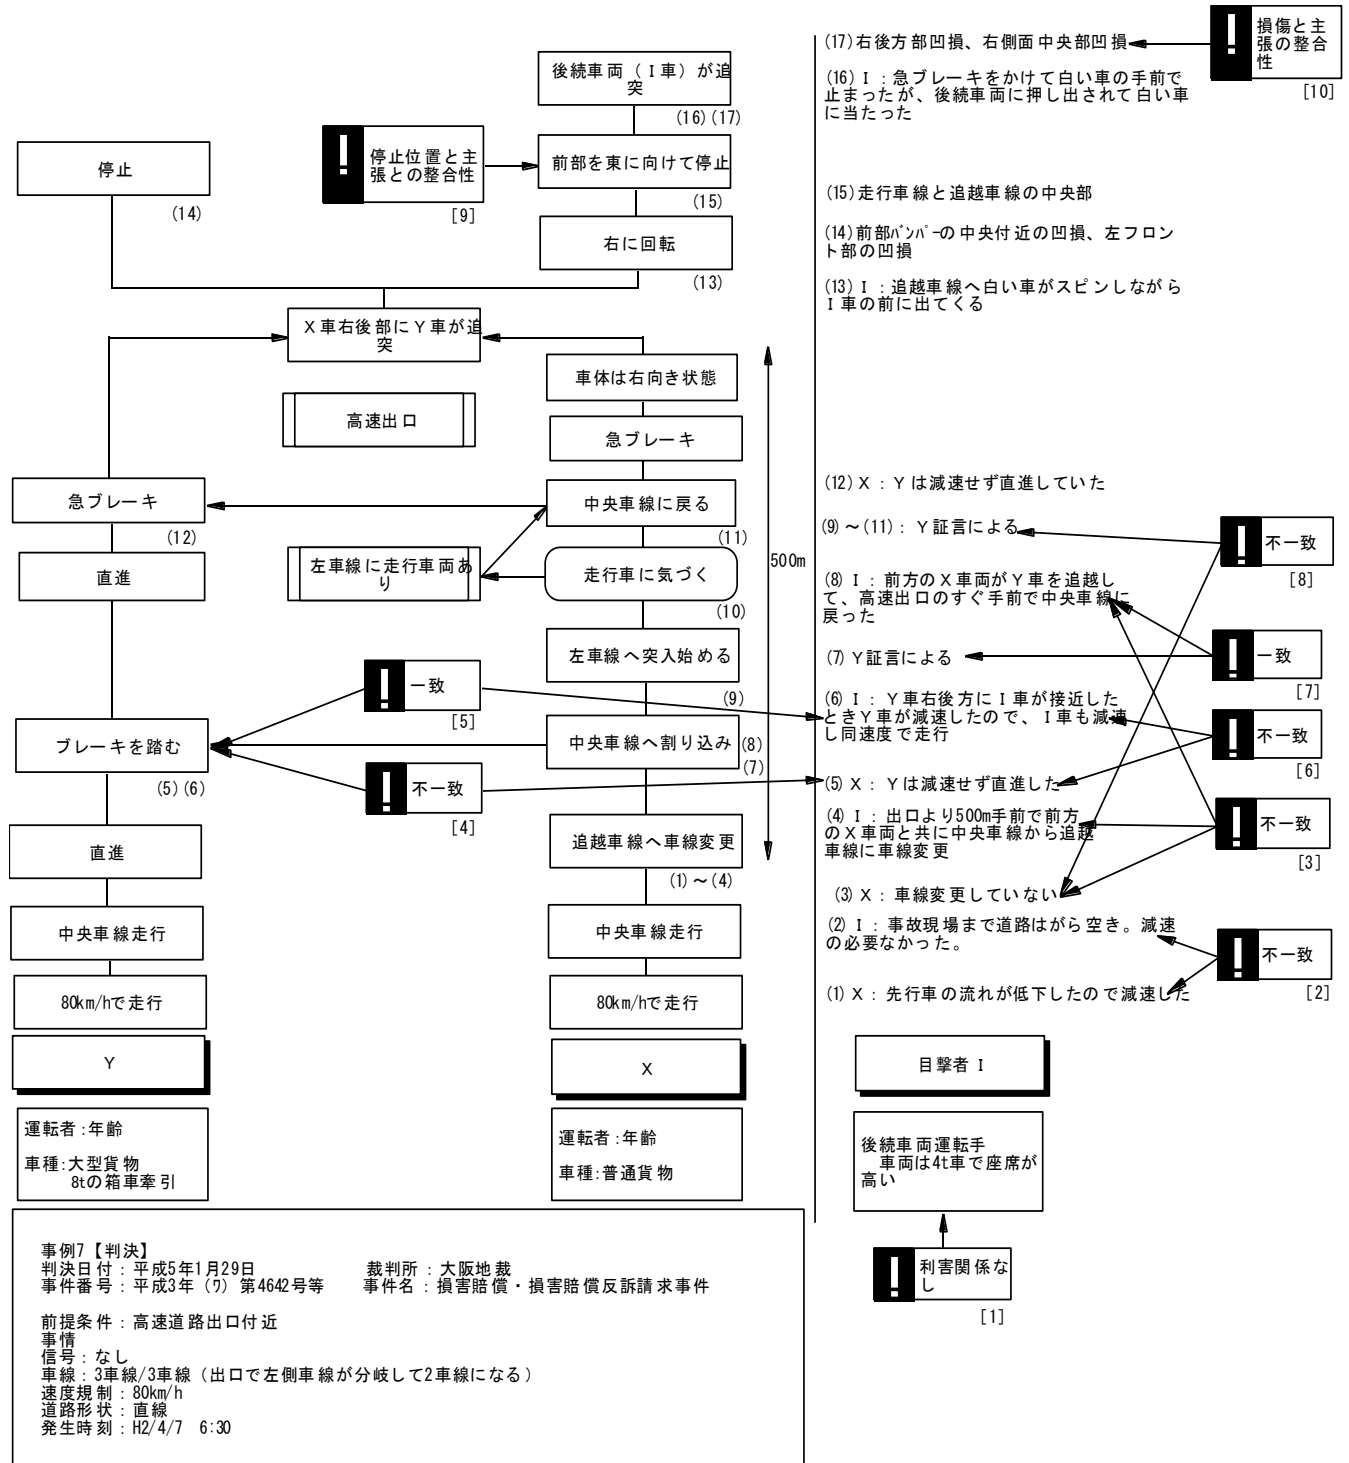 (17)右後方部凹損、右側面中央部凹損
損傷と主
張の整合
性
[10]
(16)I：急ブレーキをかけて白い車の手前で
止まったが、後続車両に押し出されて白い車
に当たった
後続車両(I車)が追
突
(16)(17)
停止位置と主
張との整合性
[9]
前部を東に向けて停止
(15)
停止
(14)
(15)走行車線と追越車線の中央部
右に回転
(13)
(14)前部ﾊﾞﾝﾊﾟｰの中央付近の凹損、左フロン
ト部の凹損
(13)I：追越車線へ白い車がスピンしながら
I車の前に出てくる
X車右後部にY車が追
突
車体は右向き状態
高速出口
急ブレーキ
急ブレーキ
(12)
中央車線に戻る
(11)
(12)X：Yは減速せず直進していた
直進
左車線に走行車両あ
り
走行車に気づく
(10)
500m
(9)～(11)：Y証言による
不一致
[8]
(8)I：前方のX車両がY車を追越し
て、高速出口のすぐ手前で中央車線に
戻った
左車線へ突入始める
(9)
(7)Y証言による
一致
[7]
一致
[5]
(6)I：Y車右後方にI車が接近した
ときY車が減速したので、I車も減速
し同速度で走行
不一致
[6]
ブレーキを踏む
(5)(6)
中央車線へ割り込み
(8)
(7)
不一致
[4]
(5)X：Yは減速せず直進した
(4)I：出口より500m手前で前方
のX車両と共に中央車線から追越
車線に車線変更
不一致
[3]
直進
追越車線へ車線変更
(1)～(4)
(3)X：車線変更していない
中央車線走行
中央車線走行
(2)I：事故現場まで道路はがら空き。減速
の必要なかった。
不一致
[2]
80km/hで走行
80km/hで走行
(1)X：先行車の流れが低下したので減速した
Y
X
目撃者 I
運転者:年齢
車種:大型貨物
8tの箱車牽引
運転者:年齢
車種:普通貨物
後続車両運転手
車両は4t車で座席が
高い
利害関係な
し
[1]
事例7【判決】
判決日付：平成5年1月29日 裁判所：大阪地裁
事件番号：平成3年(ﾜ)第4642号等 事件名：損害賠償・損害賠償反訴請求事件
前提条件：高速道路出口付近
事情
信号：なし
車線：3車線/3車線（出口で左側車線が分岐して2車線になる）
速度規制：80km/h
道路形状：直線
発生時刻：H2/4/7 6:30